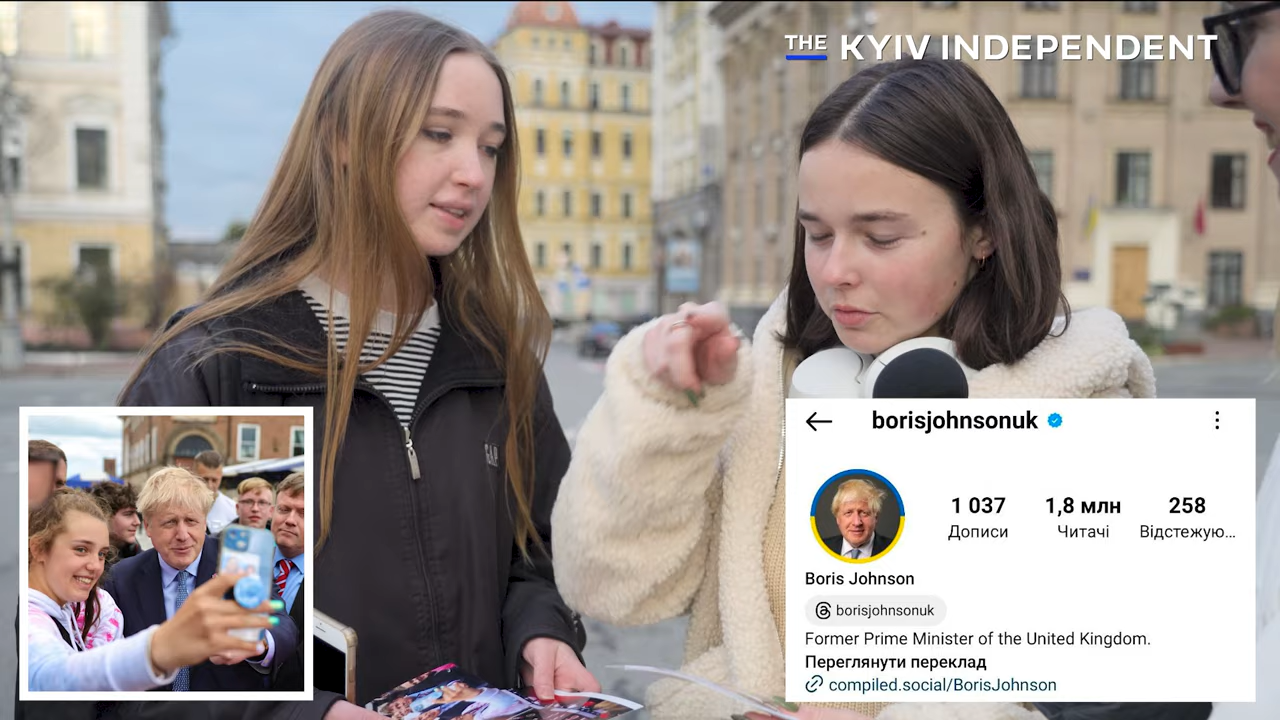 THE KYIV INDEPENDENT
borisjohnsonuk
1 037 1,8 млн 258
Дописи Читачі Відстежую...
Boris Johnson
borisjohnsonuk
Former Prime Minister of the United Kingdom.
Переглянути переклад
compiled.social/BorisJohnson
GAP